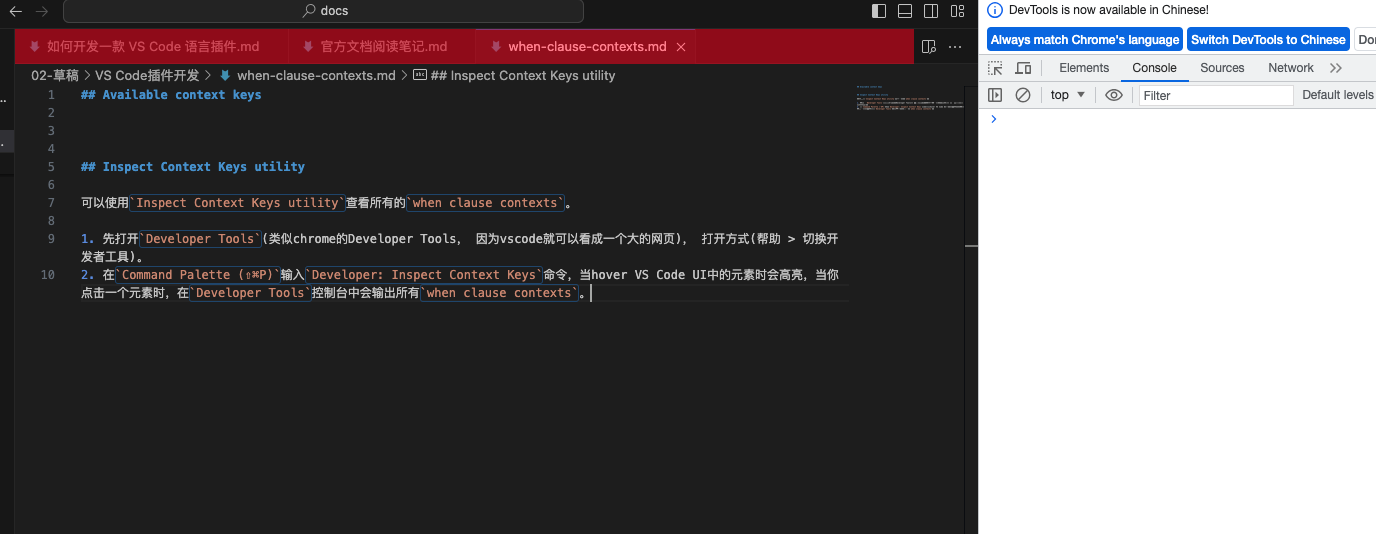 docs
如何开发一款 VS Code 语言插件.md
官方文档阅读笔记.md
when-clause-contexts.md
02-草稿 > VS Code插件开发 > when-clause-contexts.md > ## Inspect Context Keys utility
1 ## Available context keys
2
3
4
5 ## Inspect Context Keys utility
6
7 可以使用`Inspect Context Keys utility`查看所有的`when clause contexts`。
8
9 1. 先打开`Developer Tools`(类似chrome的Developer Tools, 因为vscode就可以看成一个大的网页), 打开方式(帮助 > 切换开
发者工具)。
10 2. 在`Command Palette (⇧⌘P)`输入`Developer: Inspect Context Keys`命令，当hover VS Code UI中的元素时会高亮，当你
点击一个元素时，在`Developer Tools`控制台中会输出所有`when clause contexts`。
DevTools is now available in Chinese!
Always match Chrome's language
Switch DevTools to Chinese
Elements
Console
Sources
Network
top
Filter
Default levels